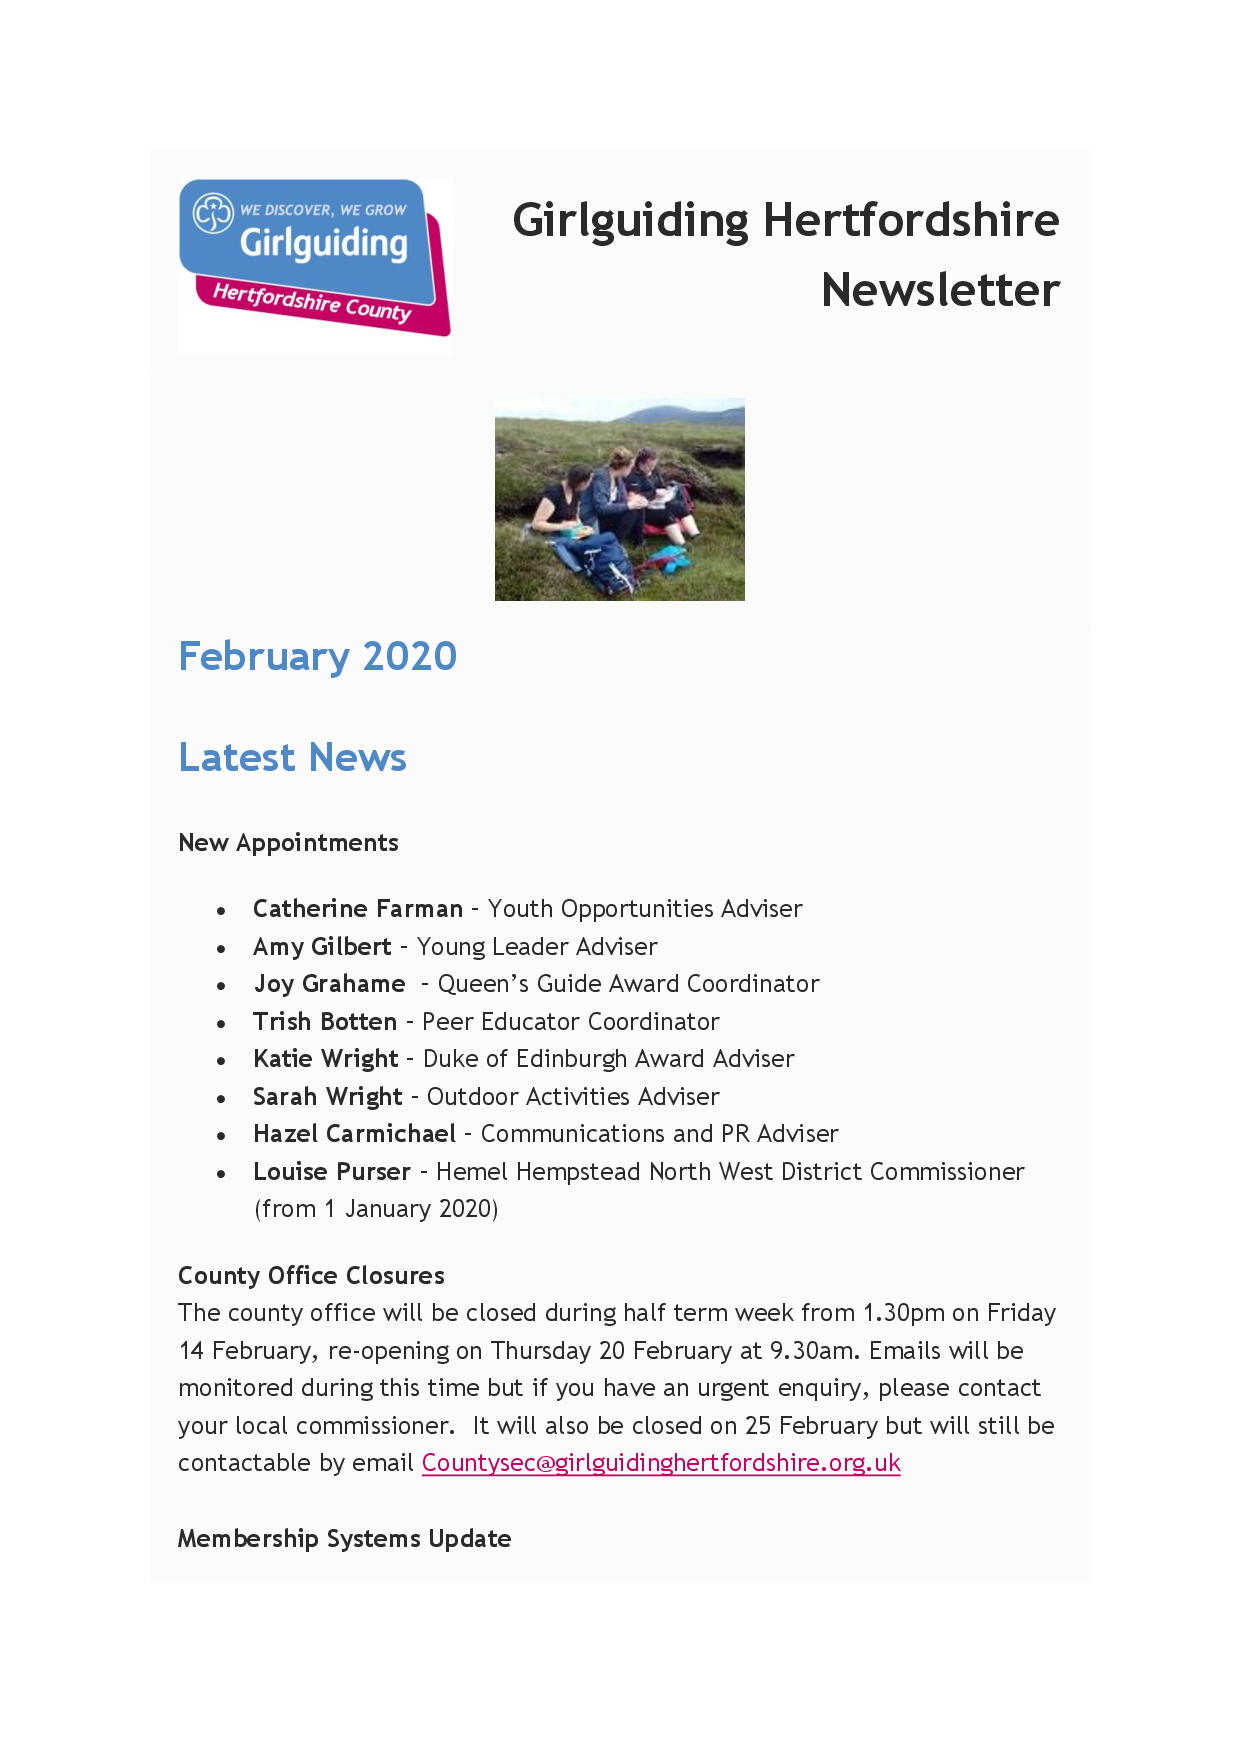 WE DISCOVER, WE GROW
Girlguiding
Hertfordshire County
Girlguiding Hertfordshire
Newsletter
February 2020
Latest News
New Appointments
• Catherine Farman – Youth Opportunities Adviser
• Amy Gilbert – Young Leader Adviser
• Joy Grahame  – Queen’s Guide Award Coordinator
• Trish Botten – Peer Educator Coordinator
• Katie Wright – Duke of Edinburgh Award Adviser
• Sarah Wright – Outdoor Activities Adviser
• Hazel Carmichael – Communications and PR Adviser
• Louise Purser – Hemel Hempstead North West District Commissioner
(from 1 January 2020)
County Office Closures
The county office will be closed during half term week from 1.30pm on Friday
14 February, re-opening on Thursday 20 February at 9.30am. Emails will be
monitored during this time but if you have an urgent enquiry, please contact
your local commissioner.  It will also be closed on 25 February but will still be
contactable by email Countysec@girlguidinghertfordshire.org.uk
Membership Systems Update